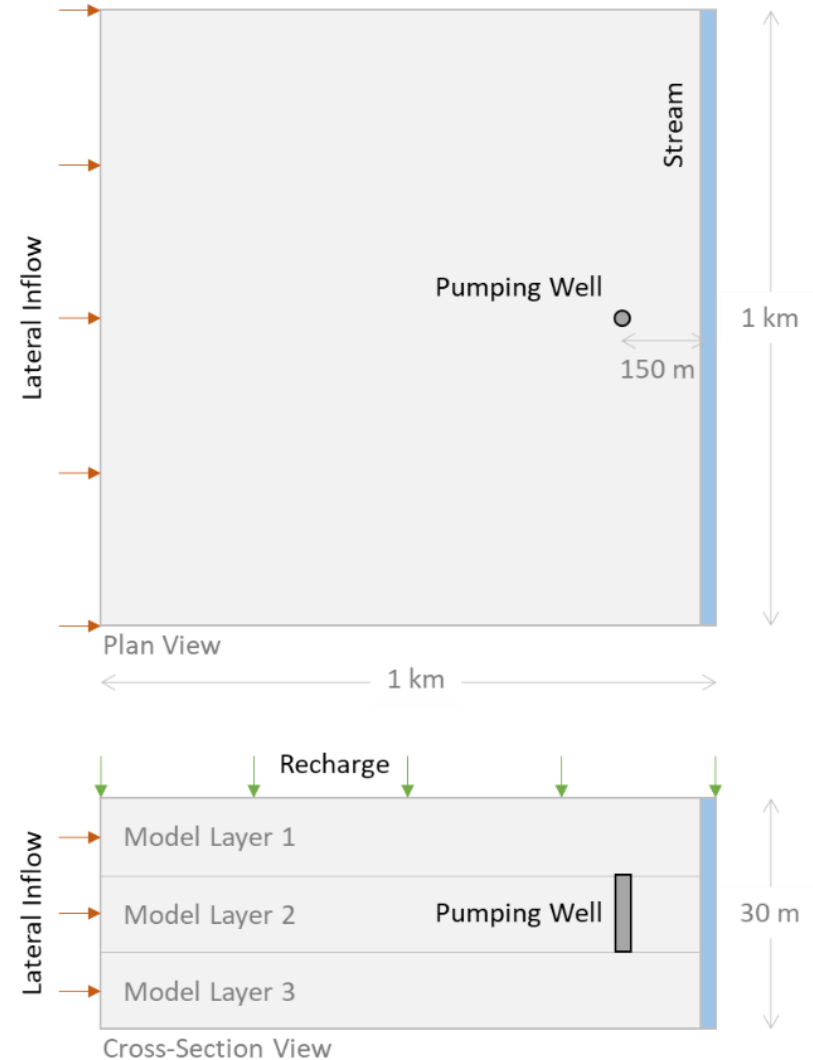 Stream
Pumping Well
Lateral Inflow
1 km
150 m
Plan View
1 km
Recharge
Model Layer 1
Lateral Inflow
Model Layer 2
Pumping Well
30 m
Model Layer 3
Cross-Section View